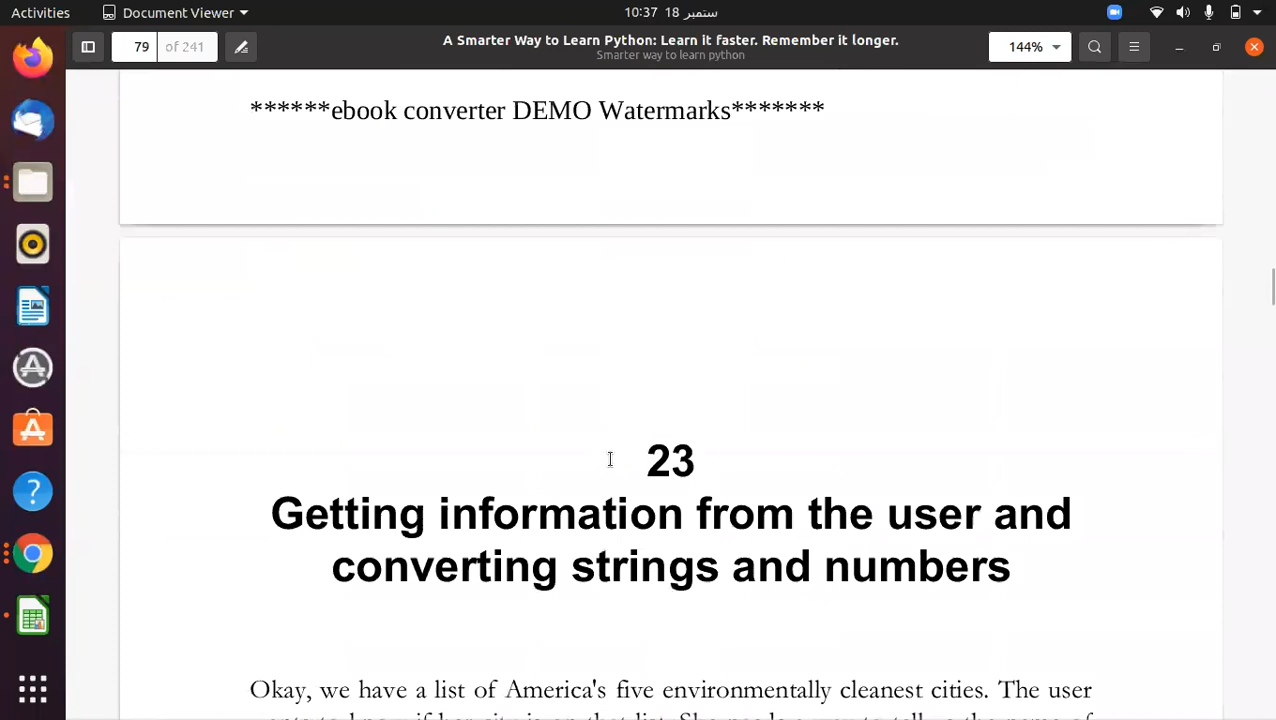 Activities
Document Viewer
10:37 18 ستمبر
79 of 241
A Smarter Way to Learn Python: Learn it faster. Remember it longer.
Smarter way to learn python
144%
******ebook converter DEMO Watermarks*******
23
Getting information from the user and
converting strings and numbers
Okay, we have a list of America's five environmentally cleanest cities. The user